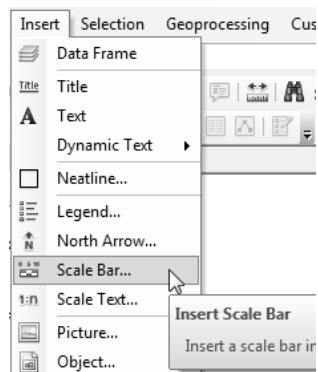 Insert Selection Geoprocessing Cus
Data Frame
Title Title
A Text
Dynamic Text
Neatline...
Legend...
N North Arrow...
Scale Bar...
1:n Scale Text...
Insert Scale Bar
Picture...
Insert a scale bar in
Object...